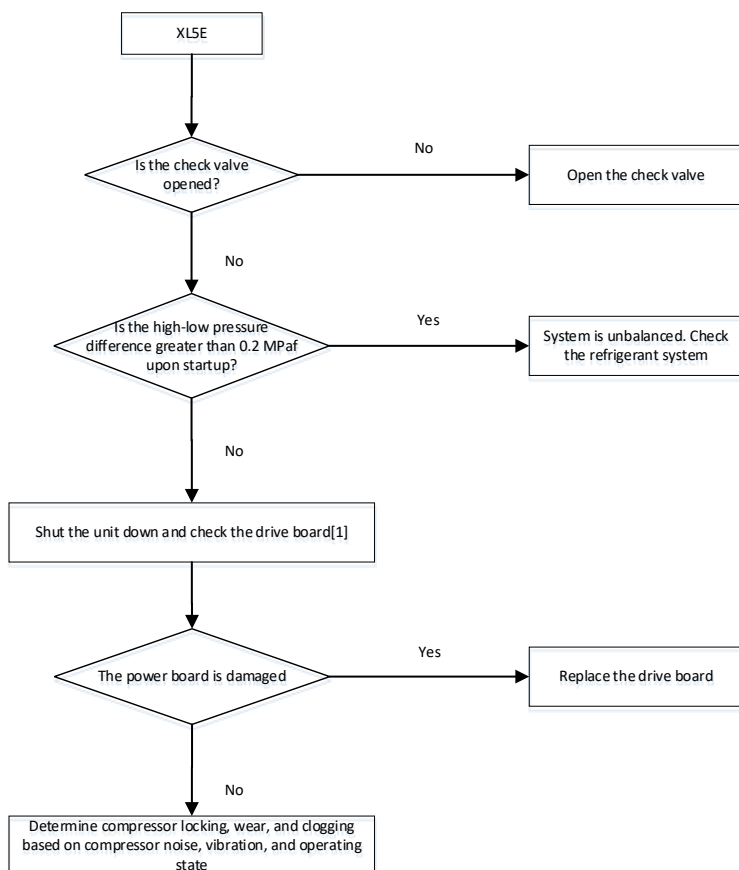 XL5E
Is the check valve
opened?
No
Open the check valve
No
Is the high-low pressure
difference greater than 0.2 MPaf
upon startup?
Yes
System is unbalanced. Check
the refrigerant system
No
Shut the unit down and check the drive board[1]
The power board is damaged
Yes
Replace the drive board
No
Determine compressor locking, wear, and clogging
based on compressor noise, vibration, and operating
state